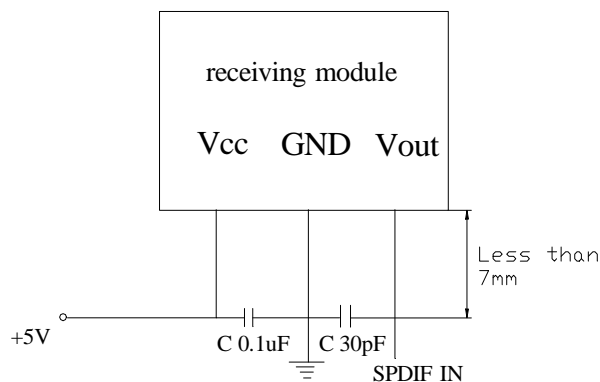 receiving module
Vcc GND Vout
Less than
7mm
+5V
C 0.1uF C 30pF
SPDIF IN